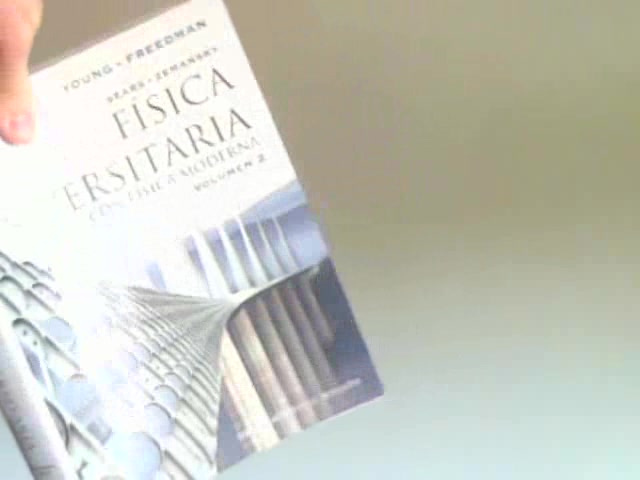 YOUNG • FREEDMAN
SEARS • ZEMANSKY
FÍSICA
ERSITARIA
CON FÍSICA MODERNA
VOLUMEN 2